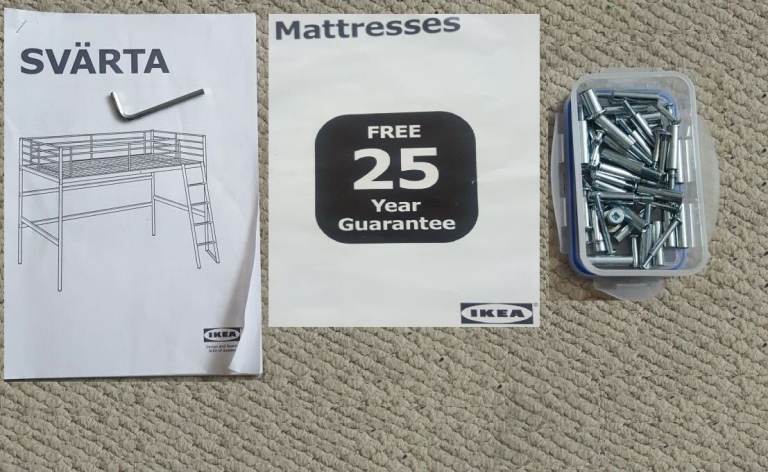 SVÄRTA
IKEA
Mattresses
FREE
25
Year
Guarantee
IKEA